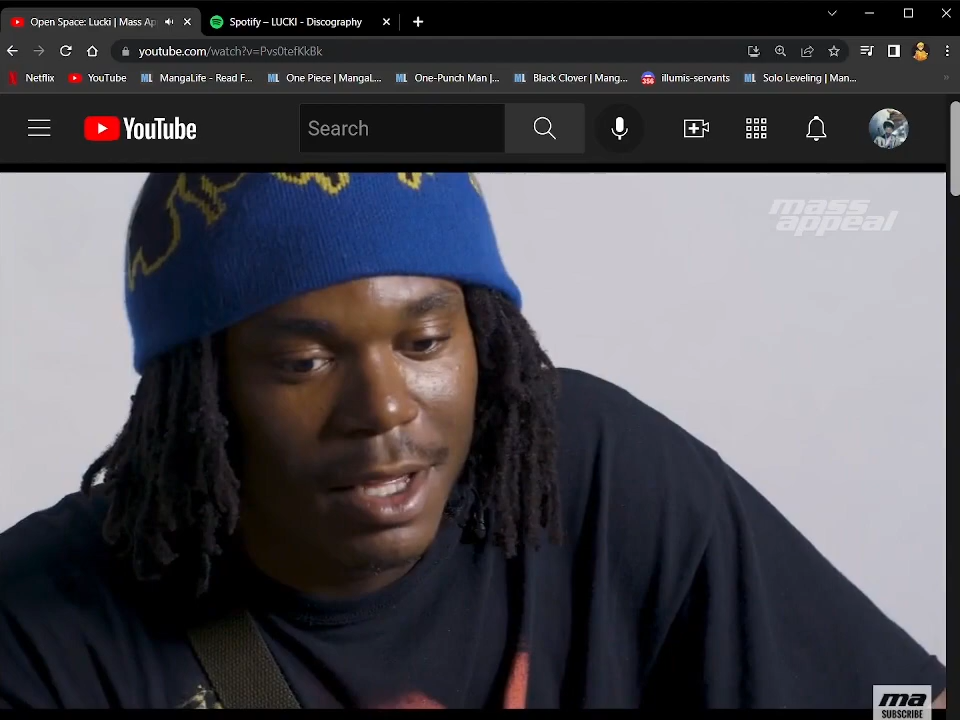 Open Space: Lucki | Mass Ap
Spotify – LUCKI - Discography
youtube.com/watch?v=Pvs0tefKkBk
Netflix
YouTube
MangaLife - Read F...
One Piece | MangaL...
One-Punch Man |...
Black Clover | Mang...
illumis-servants
Solo Leveling | Man...
YouTube
Search
mass
appeal
ma
SUBSCRIBE